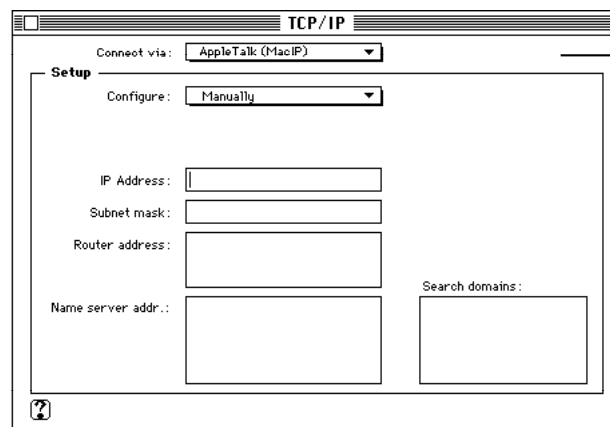 TCP/IP
Connect via: AppleTalk (MacIP)
Setup
Configure: Manually
IP Address:
Subnet mask:
Router address:
Search domains:
Name server addr.:
?